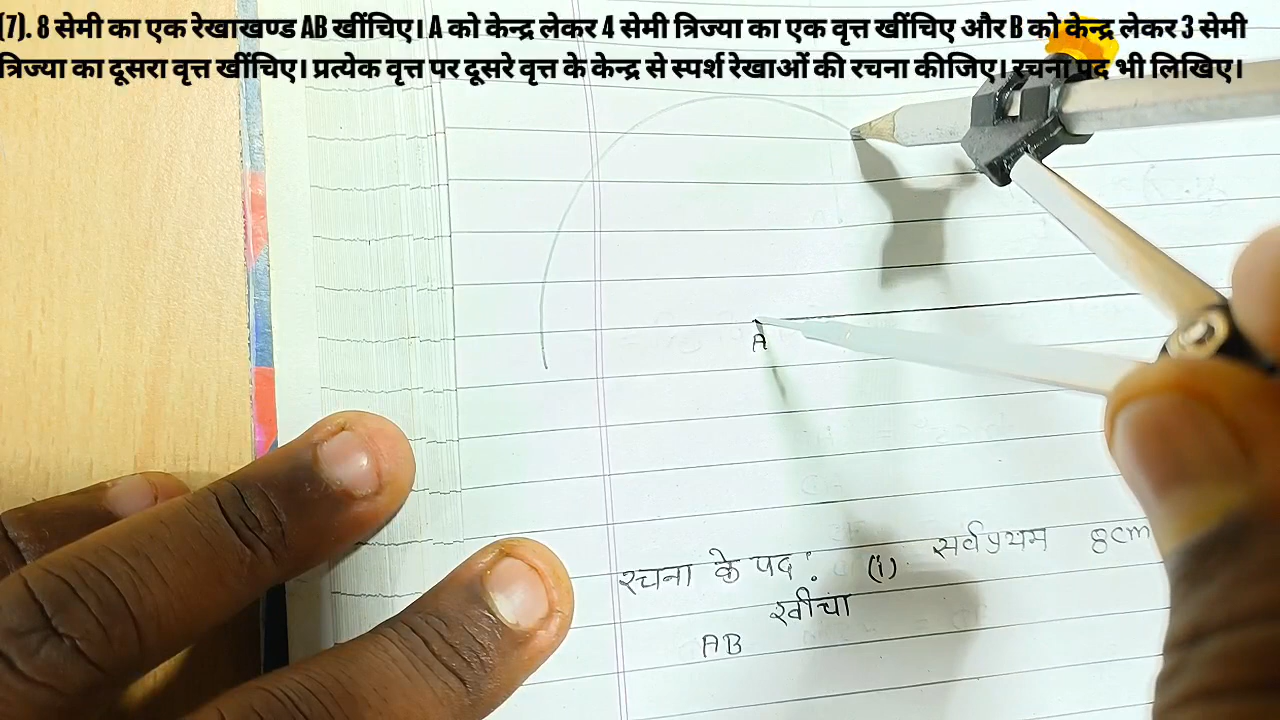 (7). 8 सेमी का एक रेखाखण्ड AB खींचिए। A को केन्द्र लेकर 4 सेमी त्रिज्या का एक वृत्त खींचिए और B को केन्द्र लेकर 3 सेमी
त्रिज्या का दूसरा वृत्त खींचिए। प्रत्येक वृत्त पर दूसरे वृत्त के केन्द्र से स्पर्श रेखाओं की रचना कीजिए। रचना पद भी लिखिए।
A
रचना के पद : (i) सर्वप्रथम 8cm
खींचा
AB